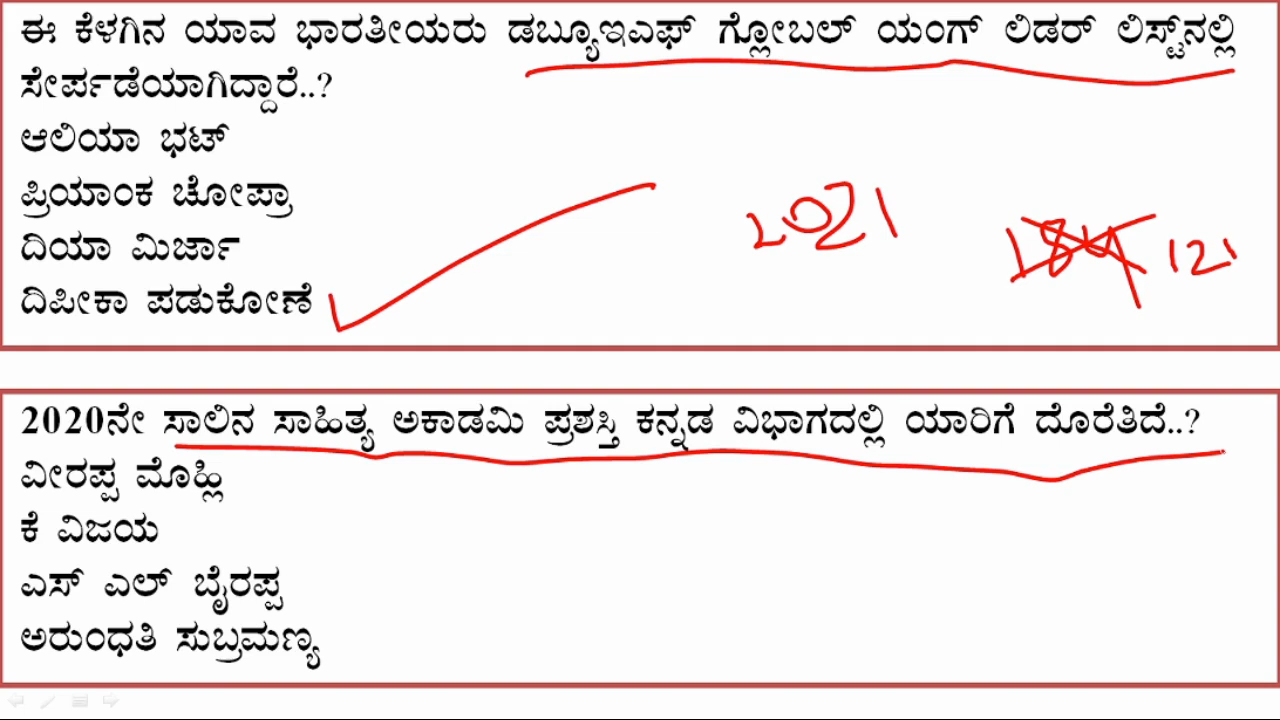 ಈ ಕೆಳಗಿನ ಯಾವ ಭಾರತೀಯರು ಡಬ್ಯೂಇಎಫ್ ಗ್ಲೋಬಲ್ ಯಂಗ್ ಲಿಡರ್ ಲಿಸ್ಟ್‌ನಲ್ಲಿ
ಸೇರ್ಪಡೆಯಾಗಿದ್ದಾರೆ..?
ಆಲಿಯಾ ಭಟ್
ಪ್ರಿಯಾಂಕ ಚೋಪ್ರಾ
2021
121
ದಿಯಾ ಮಿರ್ಜಾ
ದಿಪೀಕಾ ಪಡುಕೋಣೆ
2020ನೇ ಸಾಲಿನ ಸಾಹಿತ್ಯ ಅಕಾಡಮಿ ಪ್ರಶಸ್ತಿ ಕನ್ನಡ ವಿಭಾಗದಲ್ಲಿ ಯಾರಿಗೆ ದೊರೆತಿದೆ..?
ವೀರಪ್ಪ ಮೊಹ್ಲಿ
ಕೆ ವಿಜಯ
ಎಸ್ ಎಲ್ ಬೈರಪ್ಪ
ಅರುಂಧತಿ ಸುಬ್ರಮಣ್ಯ